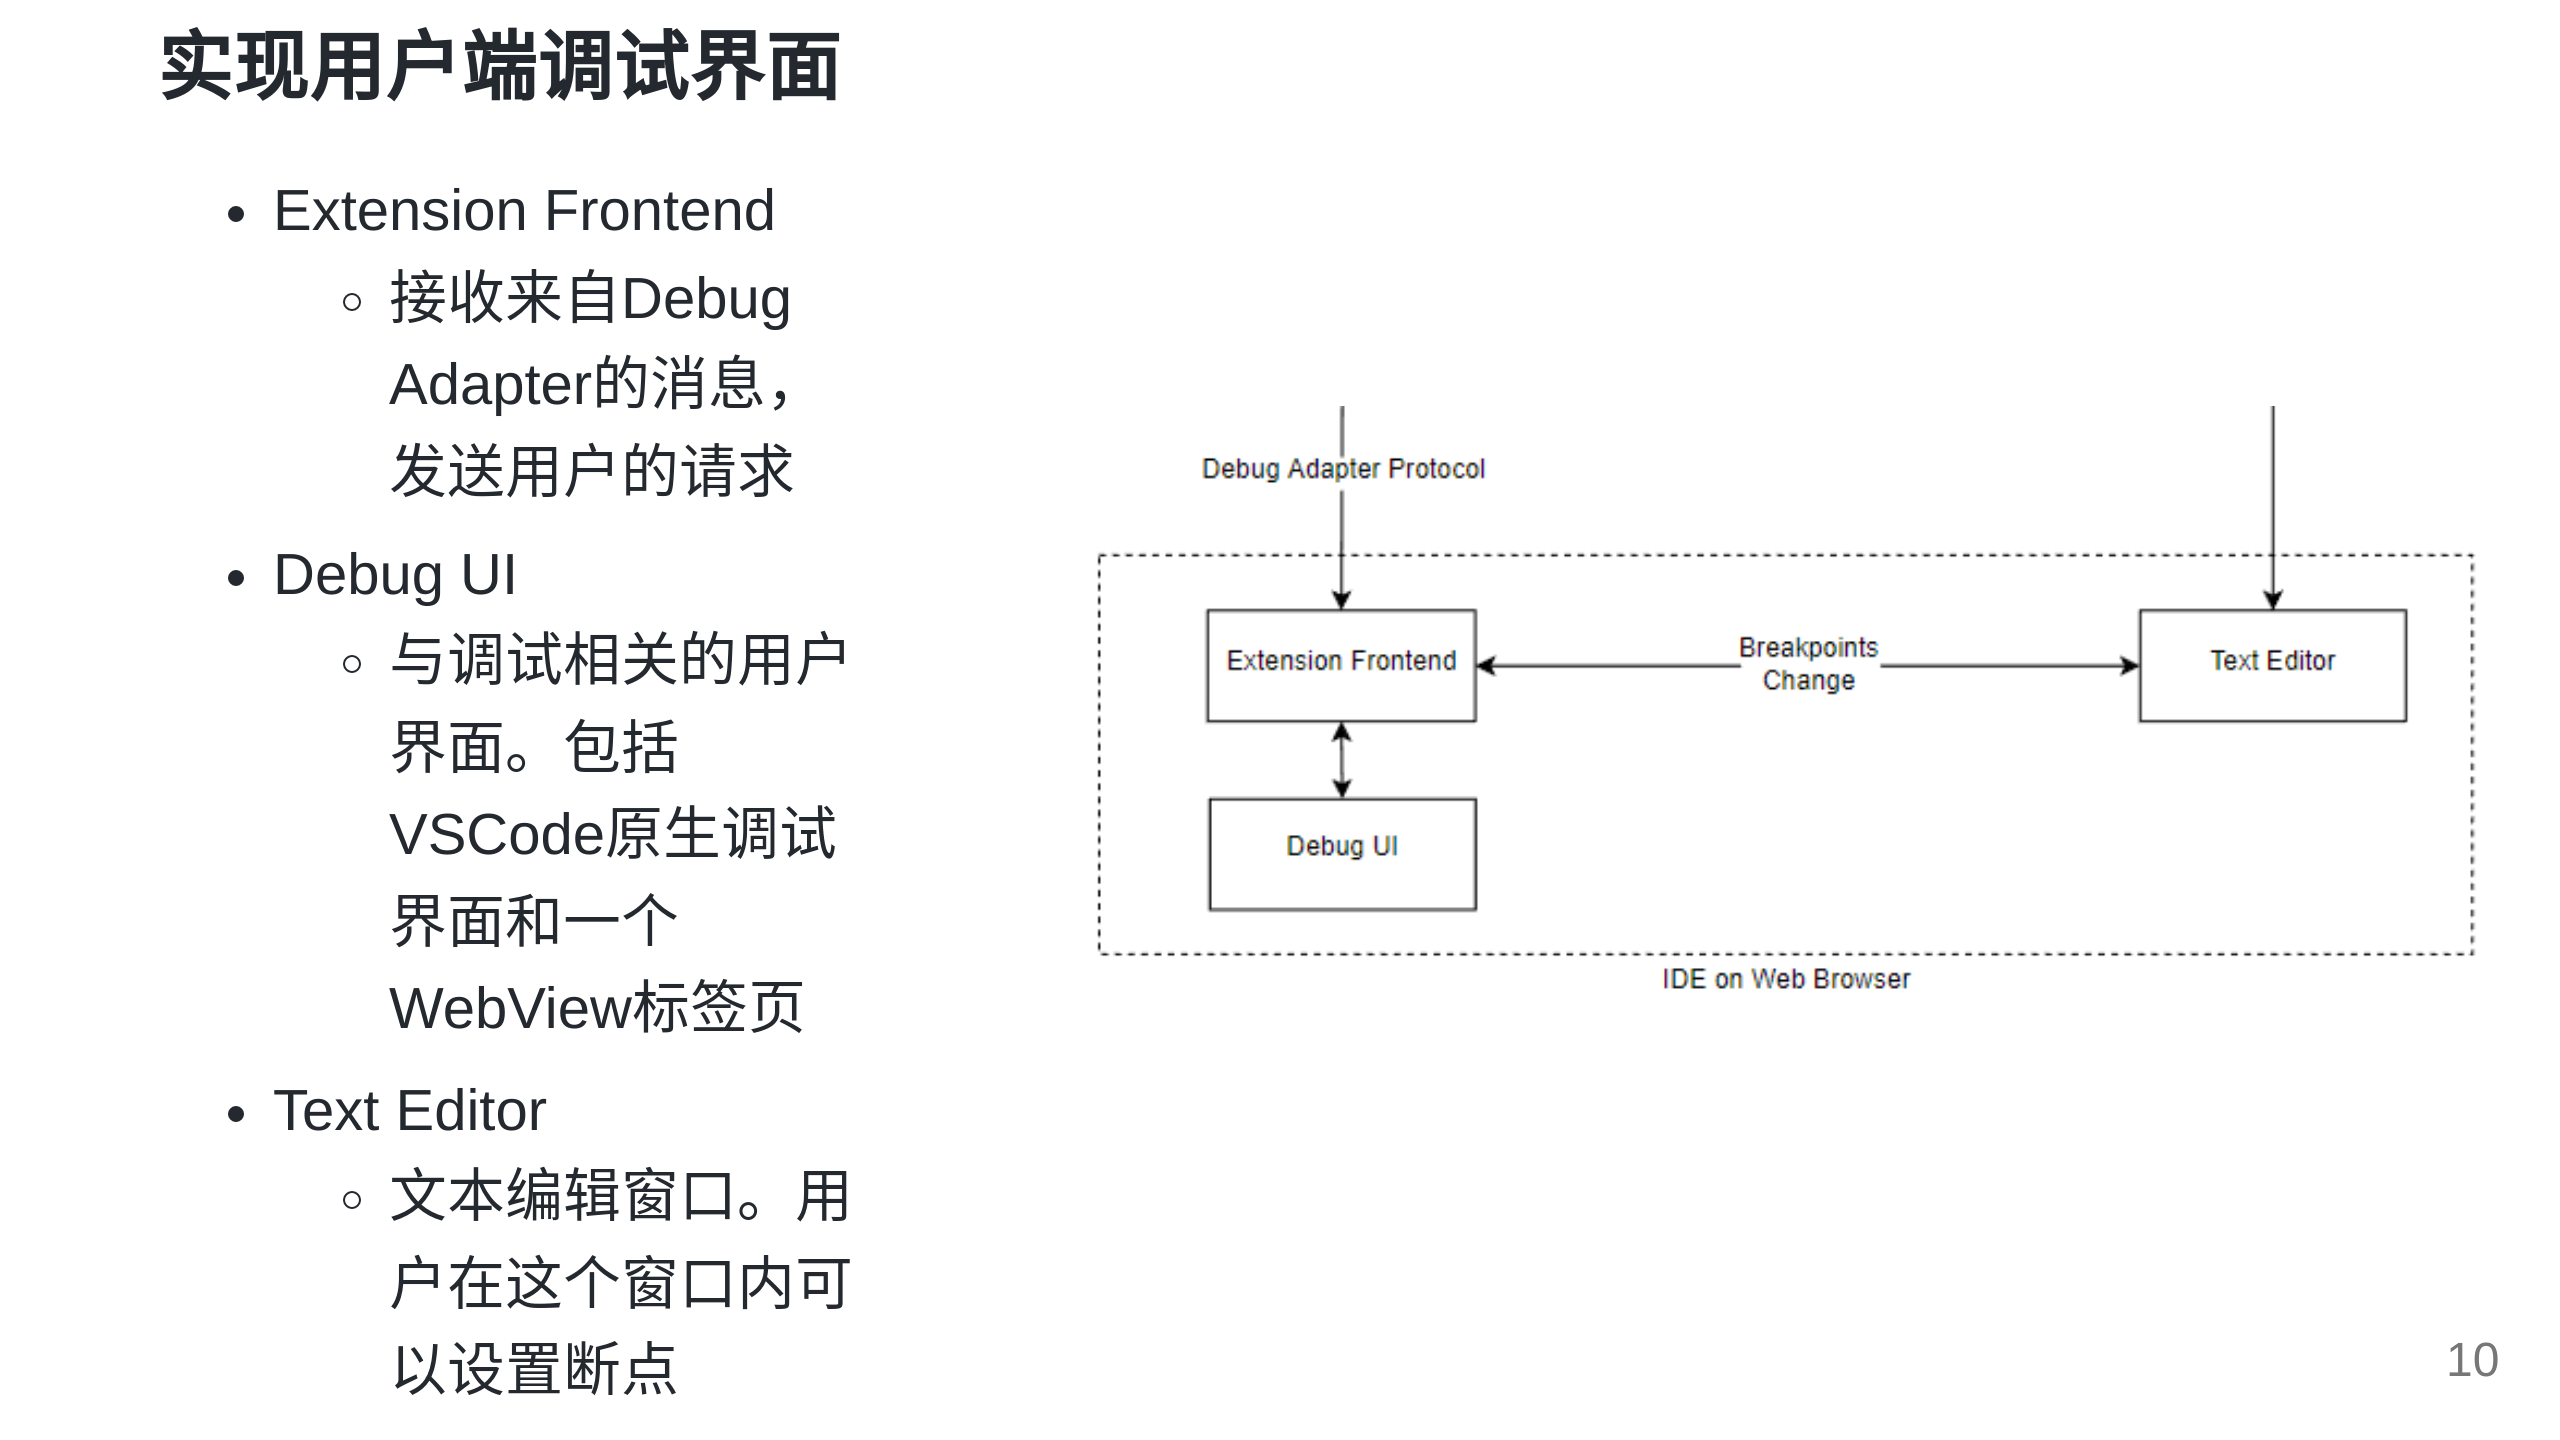 实现用户端调试界面
Extension Frontend
接收来自Debug
Adapter的消息，
发送用户的请求
Debug UI
与调试相关的用户
界面。包括
VSCode原生调试
界面和一个
WebView标签页
Text Editor
文本编辑窗口。用
户在这个窗口内可
以设置断点
Debug Adapter Protocol
Extension Frontend
Breakpoints
Change
Text Editor
Debug UI
IDE on Web Browser
10